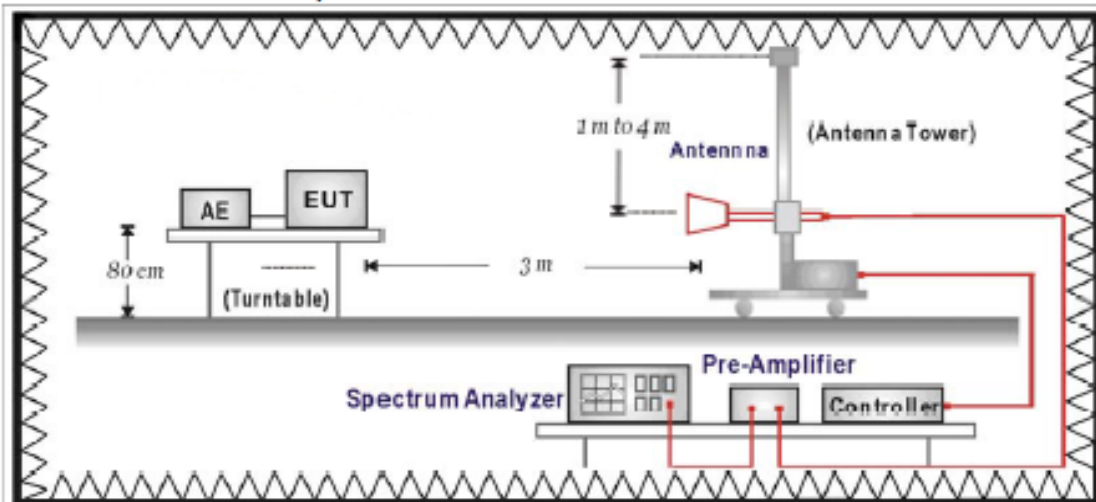 1 m to 4 m
(Antenna Tower)
Antennna
AE
EUT
80 cm
3 m
(Turntable)
Pre-Amplifier
Spectrum Analyzer
Controller